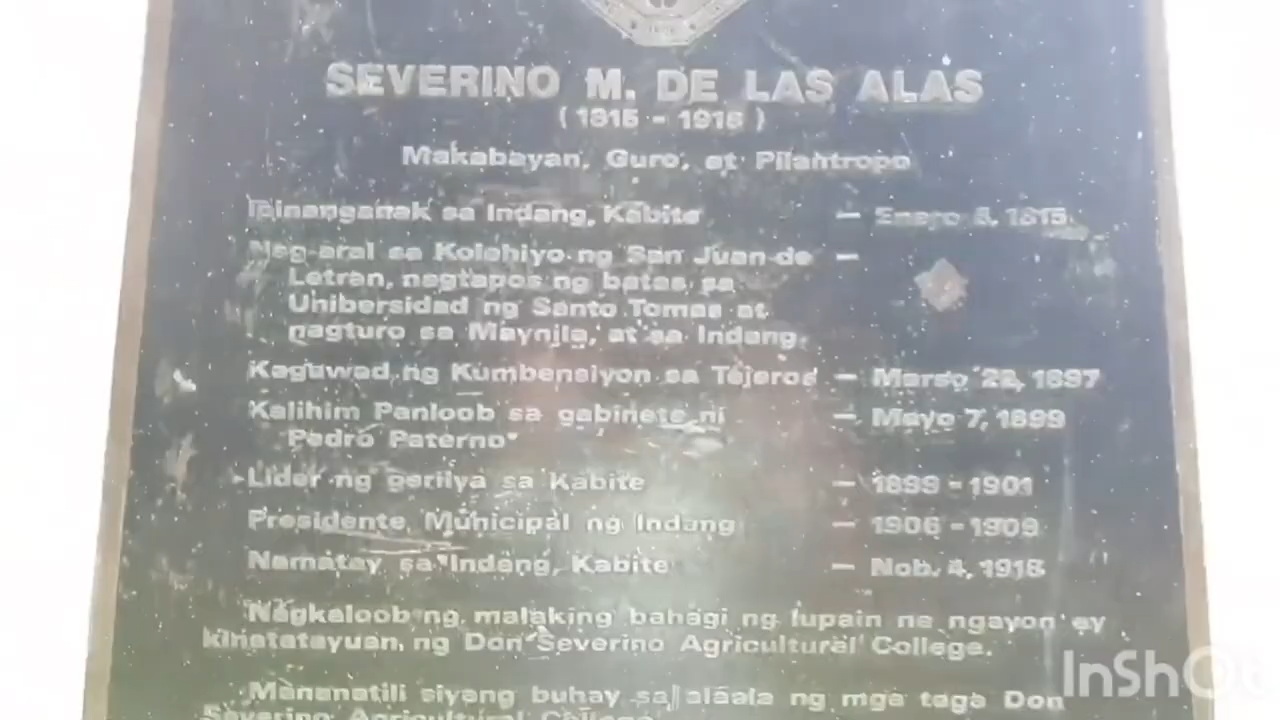 SEVERINO M. DE LAS ALAS
(1815 - 1918)
Makabayan, Guro, at Pilantropo
Ipinanganak sa Indang, Kabite — Enero 8, 1815
Nag-aral sa Kolehiyo ng San Juan de —
Letran, nagtapos ng batas sa
Unibersidad ng Santo Tomas at
nagturo sa Maynila, at sa Indang.
Kagawad ng Kumbensiyon sa Tejeros — Marso 22, 1897
Kalihim Panloob sa gabinete ni — Mayo 7, 1899
Pedro Paterno
Lider ng gerilya sa Kabite — 1899 - 1901
Presidente Municipal ng Indang — 1906 - 1909
Namatay sa Indang, Kabite — Nob. 4, 1918
Nagkaloob ng malaking bahagi ng lupain na ngayon ay
kinatatayuan ng Don Severino Agricultural College.
Mananatili siyang buhay sa alaala ng mga taga Don
Severino Agricultural College
InShOt